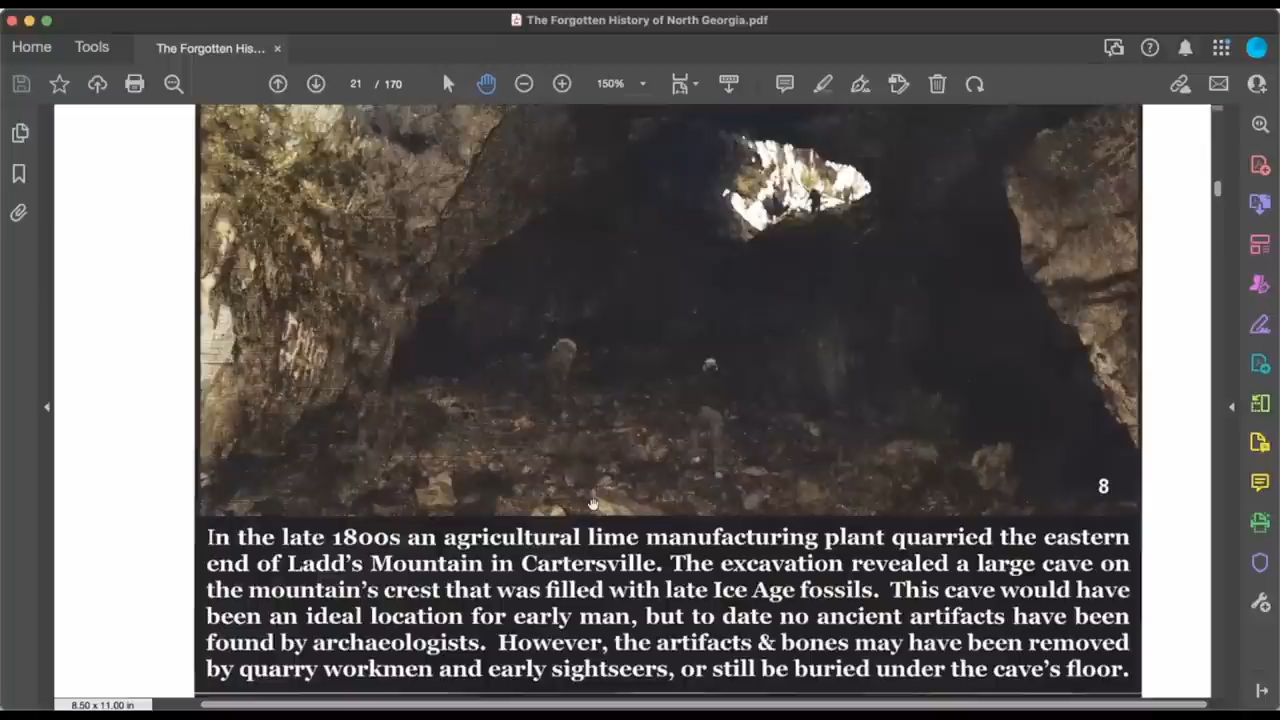 The Forgotten History of North Georgia.pdf
Home Tools The Forgotten His... ×
21 / 170 150%
8
In the late 1800s an agricultural lime manufacturing plant quarried the eastern
end of Ladd's Mountain in Cartersville. The excavation revealed a large cave on
the mountain's crest that was filled with late Ice Age fossils. This cave would have
been an ideal location for early man, but to date no ancient artifacts have been
found by archaeologists. However, the artifacts & bones may have been removed
by quarry workmen and early sightseers, or still be buried under the cave's floor.
8.50 x 11.00 in